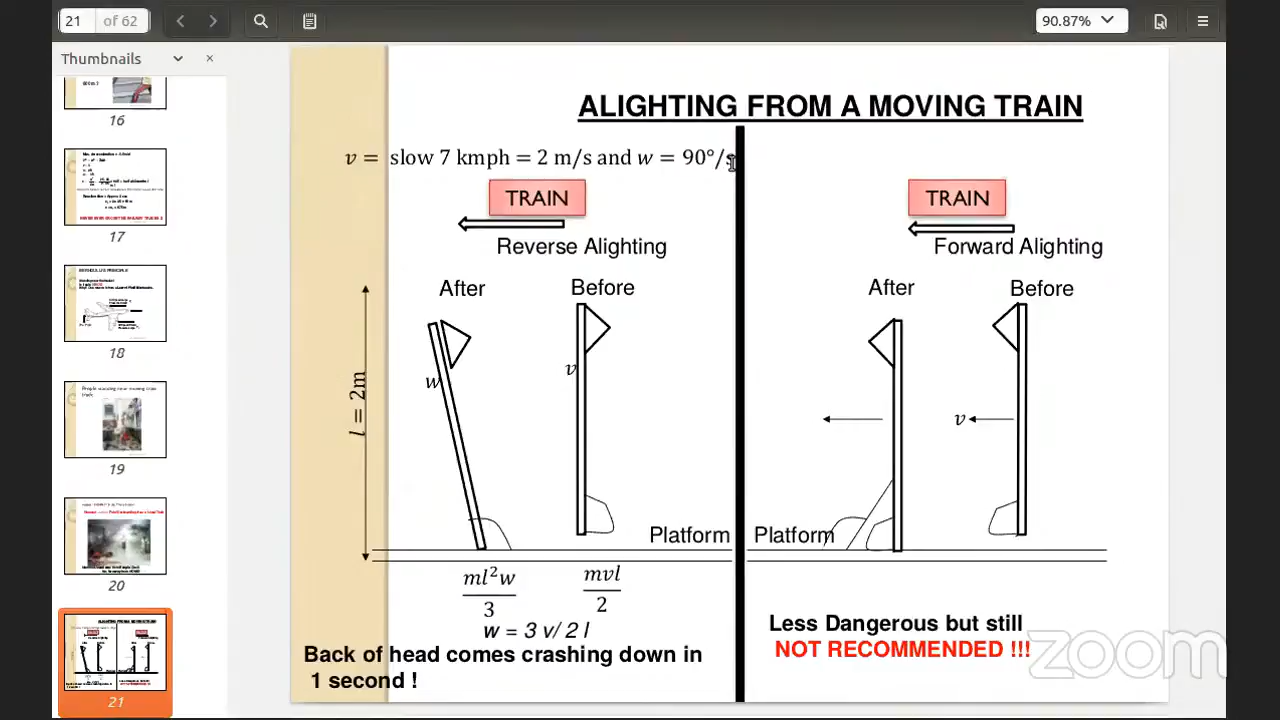 21 of 62
90.87%
Thumbnails
16
17
18
19
20
21
ALIGHTING FROM A MOVING TRAIN
v = slow 7 kmph = 2 m/s and w = 90°/s
TRAIN
Reverse Alighting
After
Before
w
v
l = 2m
Platform
ml²w/3
mvl/2
w = 3 v/ 2 l
Back of head comes crashing down in
1 second !
TRAIN
Forward Alighting
After
Before
v
Platform
Less Dangerous but still
NOT RECOMMENDED !!!
zoom